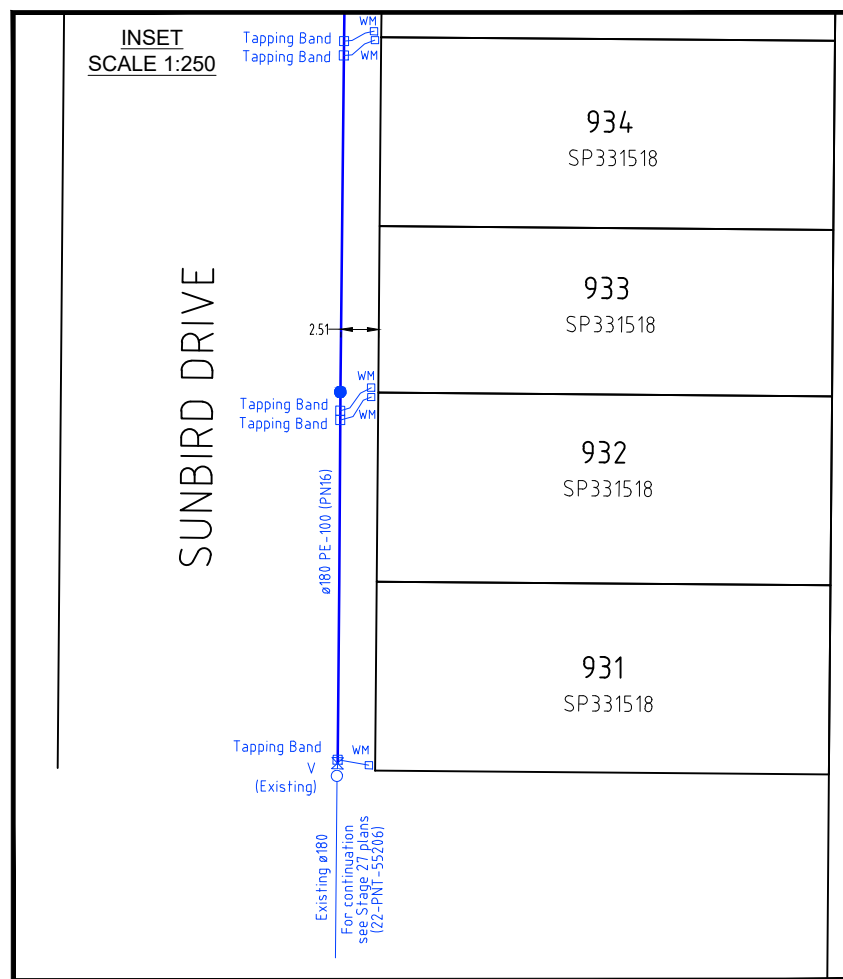 INSET
SCALE 1:250
Tapping Band
Tapping Band
WM
WM
934
SP331518
933
SP331518
2.51
SUNBIRD DRIVE
WM
WM
Tapping Band
Tapping Band
932
SP331518
ø180 PE-100 (PN16)
931
SP331518
Tapping Band
WM
V
(Existing)
Existing ø180
For continuation
see Stage 27 plans
(22-PNT-55206)